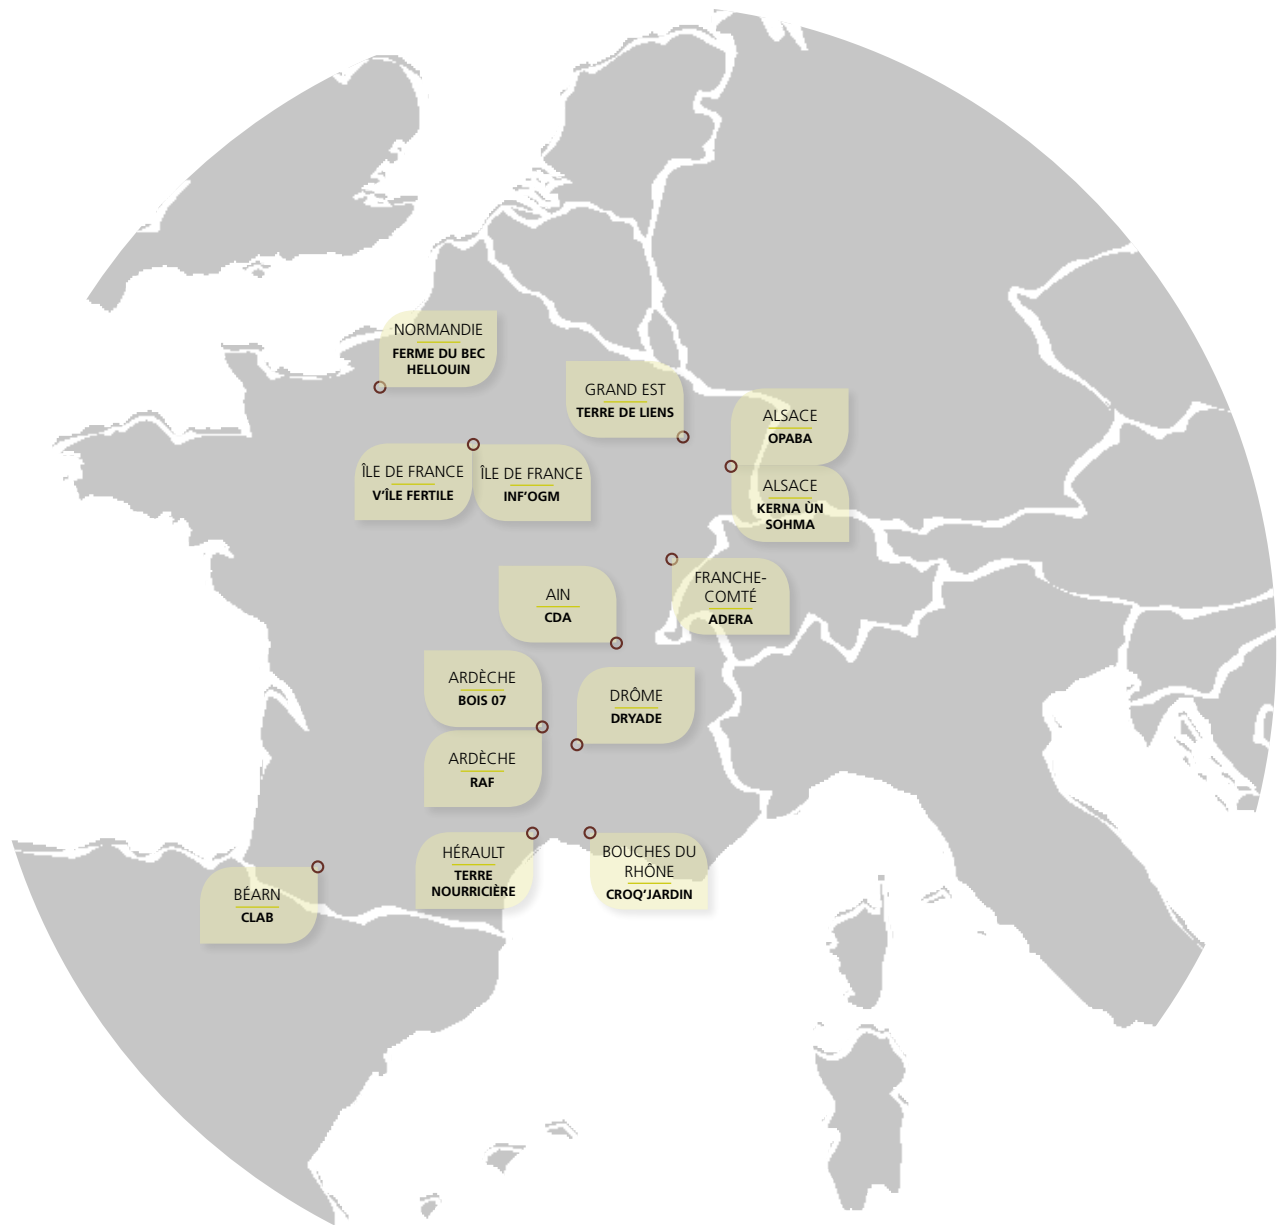 NORMANDIE
FERME DU BEC
HELLOUIN
GRAND EST
TERRE DE LIENS
ALSACE
OPABA
ÎLE DE FRANCE
V'ÎLE FERTILE
ÎLE DE FRANCE
INF'OGM
ALSACE
KERNA ÙN
SOHMA
FRANCHE-
COMTÉ
ADERA
AIN
CDA
ARDÈCHE
BOIS 07
DRÔME
DRYADE
ARDÈCHE
RAF
HÉRAULT
TERRE
NOURRICIÈRE
BOUCHES DU
RHÔNE
CROQ'JARDIN
BÉARN
CLAB